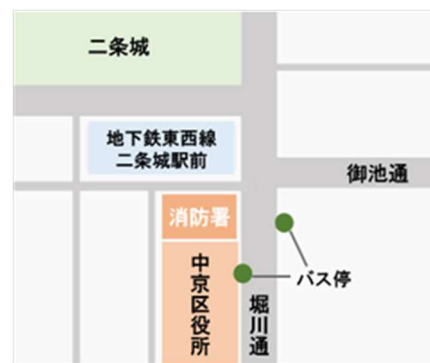 二条城
地下鉄東西線
二条城駅前
御池通
消防署
バス停
中京区役所
堀川通